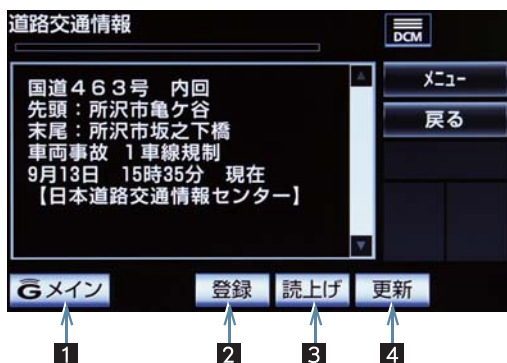 道路交通情報
DCM
国道４６３号　内回
先頭：所沢市亀ケ谷
末尾：所沢市坂之下橋
車両事故　１車線規制
9月13日　15時35分　現在
【日本道路交通情報センター】
ﾒﾆｭｰ
戻る
Gメイン
登録
読上げ
更新
1
2
3
4